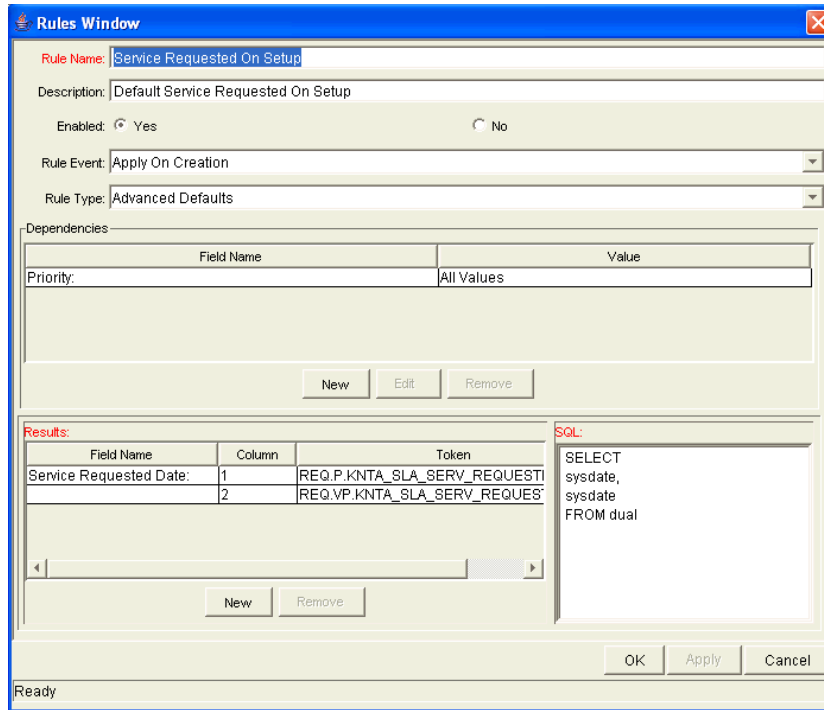 Rules Window
Rule Name: Service Requested On Setup
Description: Default Service Requested On Setup
Enabled: Yes No
Rule Event: Apply On Creation
Rule Type: Advanced Defaults
Dependencies
Field Name Value
Priority: All Values
New Edit Remove
Results:
Field Name Column Token
Service Requested Date: 1 REQ.P.KNTA_SLA_SERV_REQUEST
2 REQ.VP.KNTA_SLA_SERV_REQUES
New Remove
SQL:
SELECT
sysdate,
sysdate
FROM dual
OK Apply Cancel
Ready